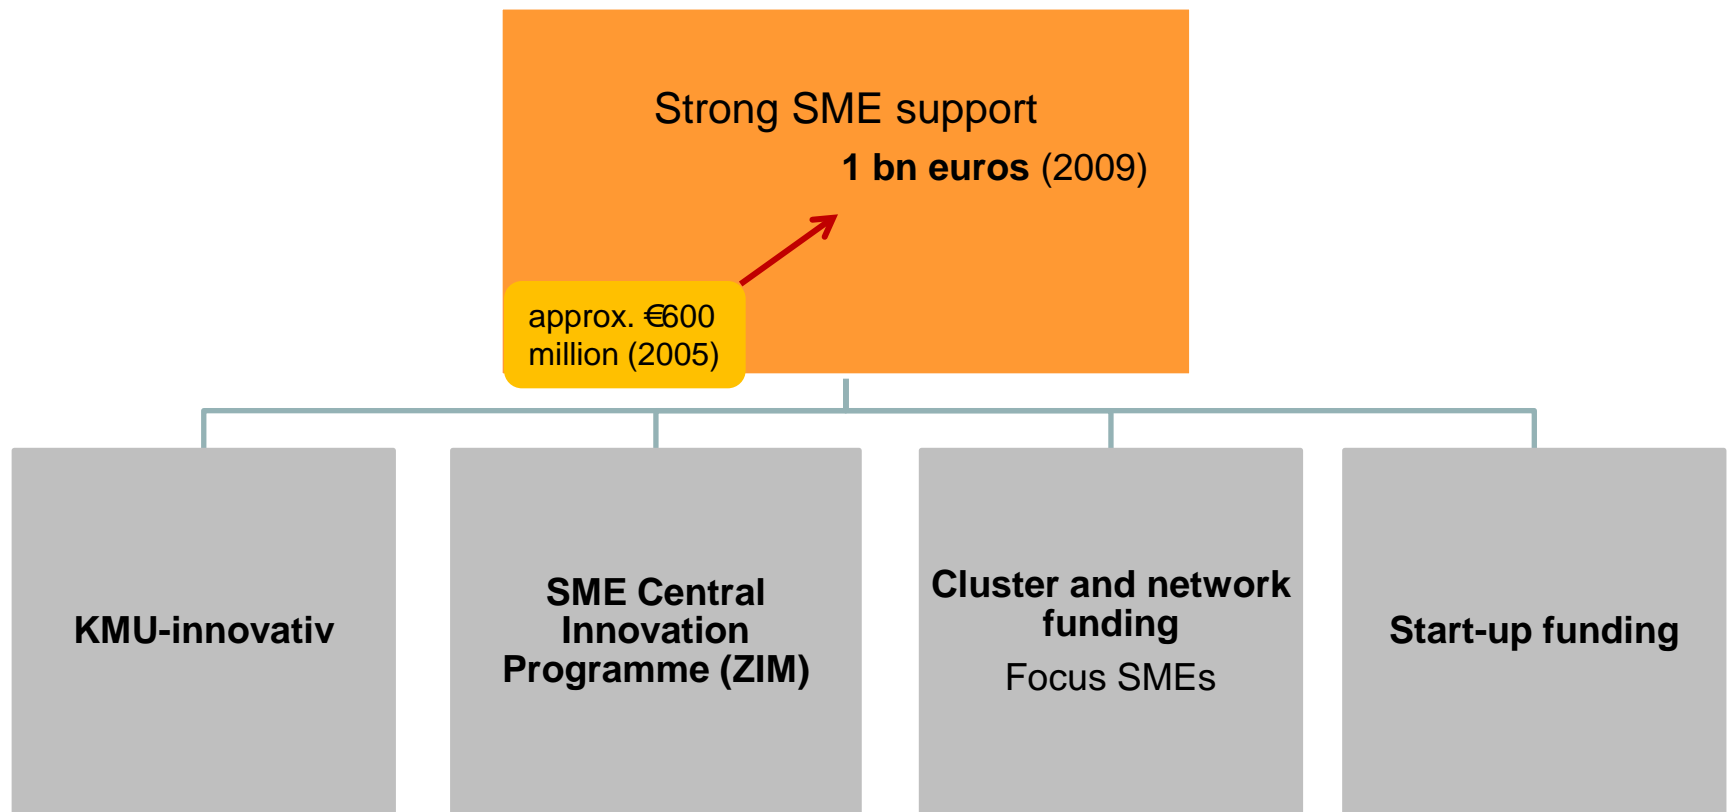 Strong SME support
1 bn euros (2009)
approx. €600
million (2005)
KMU-innovativ
SME Central
Innovation
Programme (ZIM)
Cluster and network
funding
Focus SMEs
Start-up funding